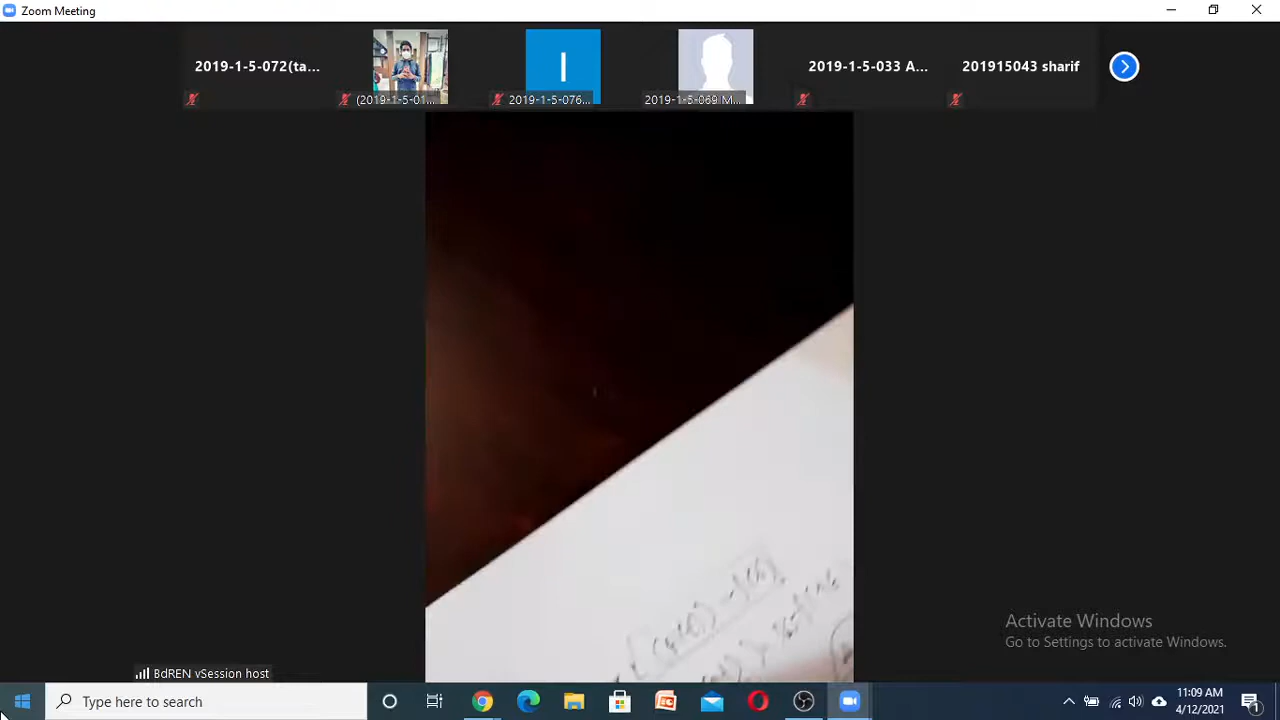 Zoom Meeting
2019-1-5-072(ta...
(2019-1-5-01...
I
2019-1-5-076...
2019-1-5-069 M...
2019-1-5-033 A...
201915043 sharif
Activate Windows
Go to Settings to activate Windows.
BdREN vSession host
Type here to search
11:09 AM
4/12/2021
1